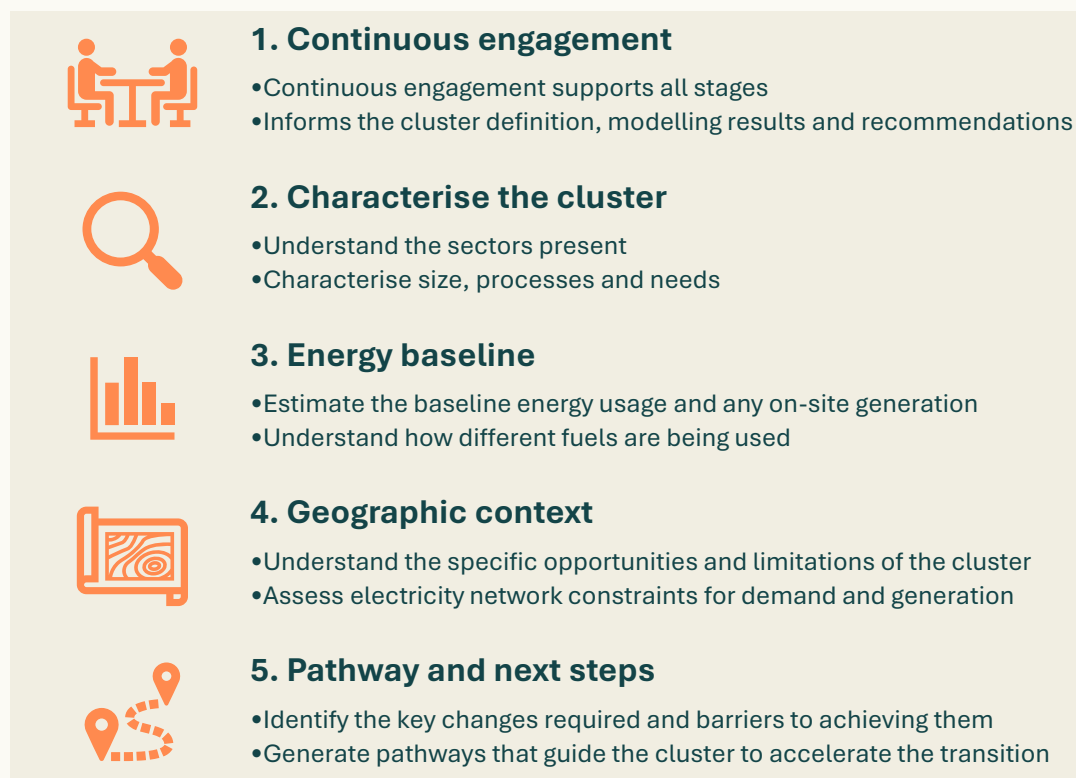 1. Continuous engagement
•Continuous engagement supports all stages
•Informs the cluster definition, modelling results and recommendations
2. Characterise the cluster
•Understand the sectors present
•Characterise size, processes and needs
3. Energy baseline
•Estimate the baseline energy usage and any on-site generation
•Understand how different fuels are being used
4. Geographic context
•Understand the specific opportunities and limitations of the cluster
•Assess electricity network constraints for demand and generation
5. Pathway and next steps
•Identify the key changes required and barriers to achieving them
•Generate pathways that guide the cluster to accelerate the transition